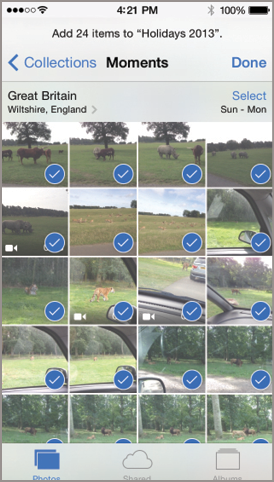 4:21 PM 100%
Add 24 items to “Holidays 2013”.
Collections Moments Done
Great Britain Select
Wiltshire, England Sun - Mon
Photos Shared Albums